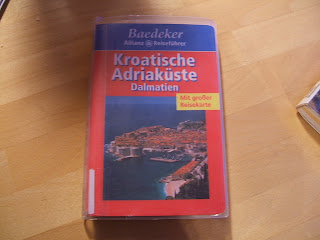 Baedeker
Allianz Reiseführer
Kroatische
Adriaküste
Dalmatien
Mit großer
Reisekarte